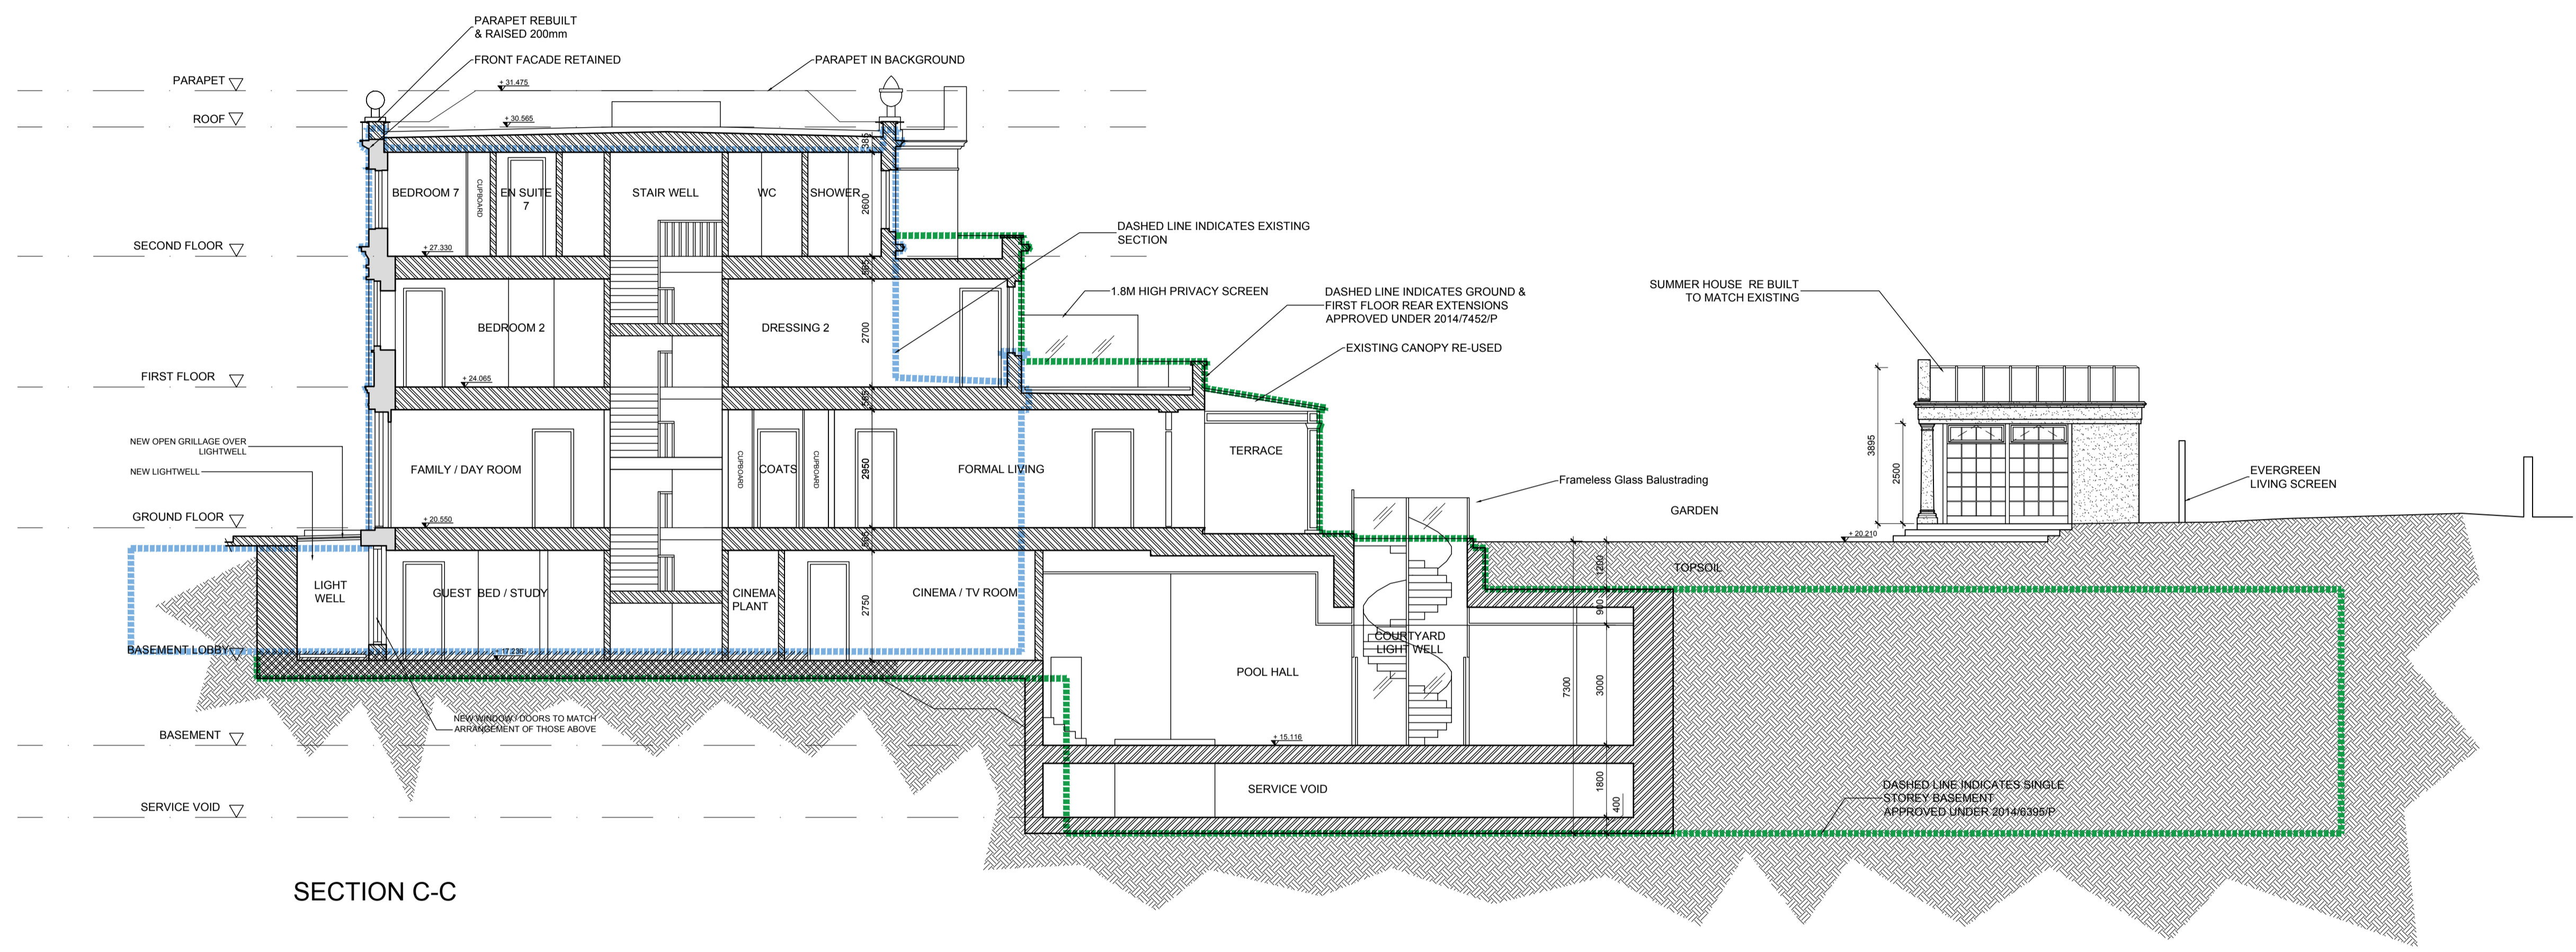 PARAPET REBUILT
& RAISED 200mm
FRONT FACADE RETAINED
PARAPET IN BACKGROUND
PARAPET
+ 31.475
ROOF
+ 30.565
385
BEDROOM 7
CUPBOARD
EN SUITE
7
STAIR WELL
WC
SHOWER
2600
DASHED LINE INDICATES EXISTING
SECTION
SECOND FLOOR
+ 27.330
565
1.8M HIGH PRIVACY SCREEN
DASHED LINE INDICATES GROUND &
FIRST FLOOR REAR EXTENSIONS
APPROVED UNDER 2014/7452/P
SUMMER HOUSE RE BUILT
TO MATCH EXISTING
BEDROOM 2
DRESSING 2
2700
EXISTING CANOPY RE-USED
FIRST FLOOR
+ 24.065
565
NEW OPEN GRILLAGE OVER
LIGHTWELL
NEW LIGHTWELL
FAMILY / DAY ROOM
CUPBOARD
COATS
CUPBOARD
2950
FORMAL LIVING
TERRACE
3895
2500
EVERGREEN
LIVING SCREEN
Frameless Glass Balustrading
GARDEN
GROUND FLOOR
+ 20.550
565
+ 20.210
LIGHT
WELL
GUEST BED / STUDY
CINEMA
PLANT
2750
CINEMA / TV ROOM
1200
TOPSOIL
900
COURTYARD
LIGHT WELL
BASEMENT LOBBY
+ 17.230
POOL HALL
7300
3000
NEW WINDOW / DOORS TO MATCH
ARRANGEMENT OF THOSE ABOVE
BASEMENT
+ 15.116
SERVICE VOID
1800
400
DASHED LINE INDICATES SINGLE
STOREY BASEMENT
APPROVED UNDER 2014/6395/P
SERVICE VOID
SECTION C-C